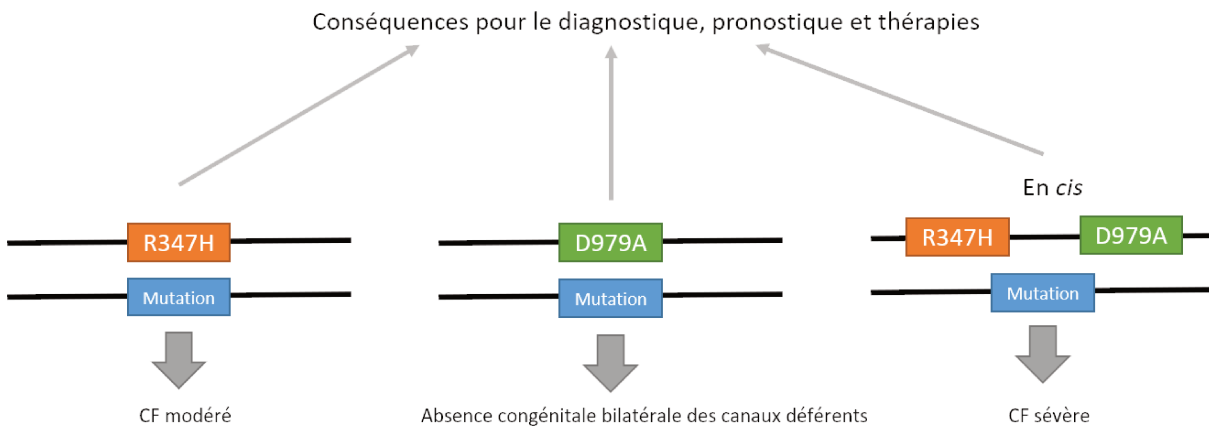 Conséquences pour le diagnostique, pronostique et thérapies
En cis
R347H
D979A
R347H
D979A
Mutation
Mutation
Mutation
CF modéré
Absence congénitale bilatérale des canaux déférents
CF sévère